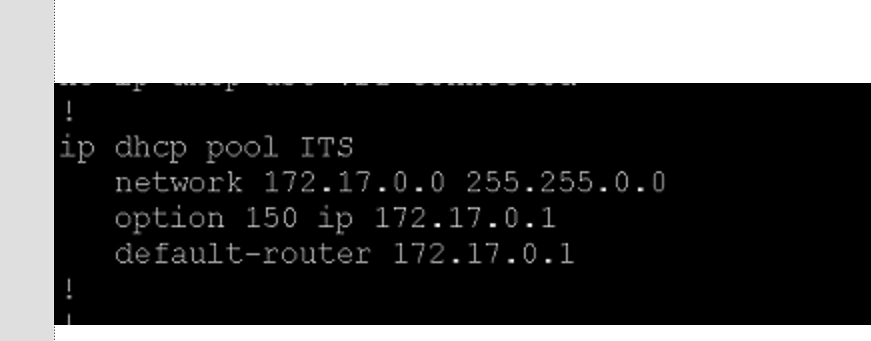 !
ip dhcp pool ITS
network 172.17.0.0 255.255.0.0
option 150 ip 172.17.0.1
default-router 172.17.0.1
!